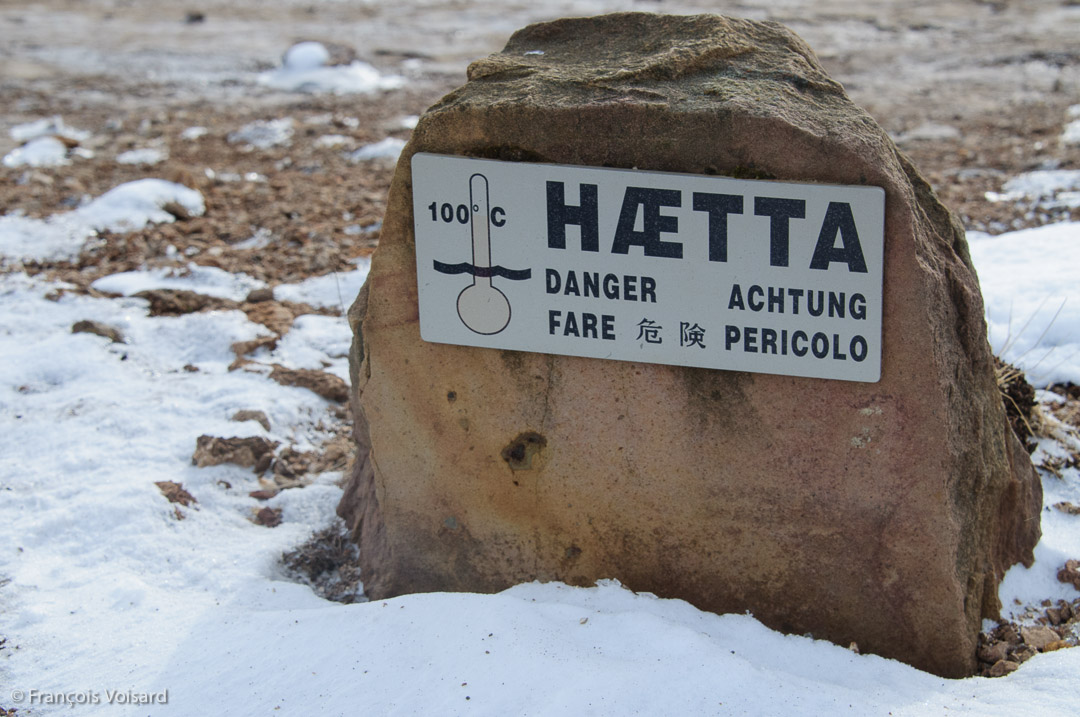 100°C
HÆTTA
DANGER ACHTUNG
FARE 危険 PERICOLO
© François Voisard